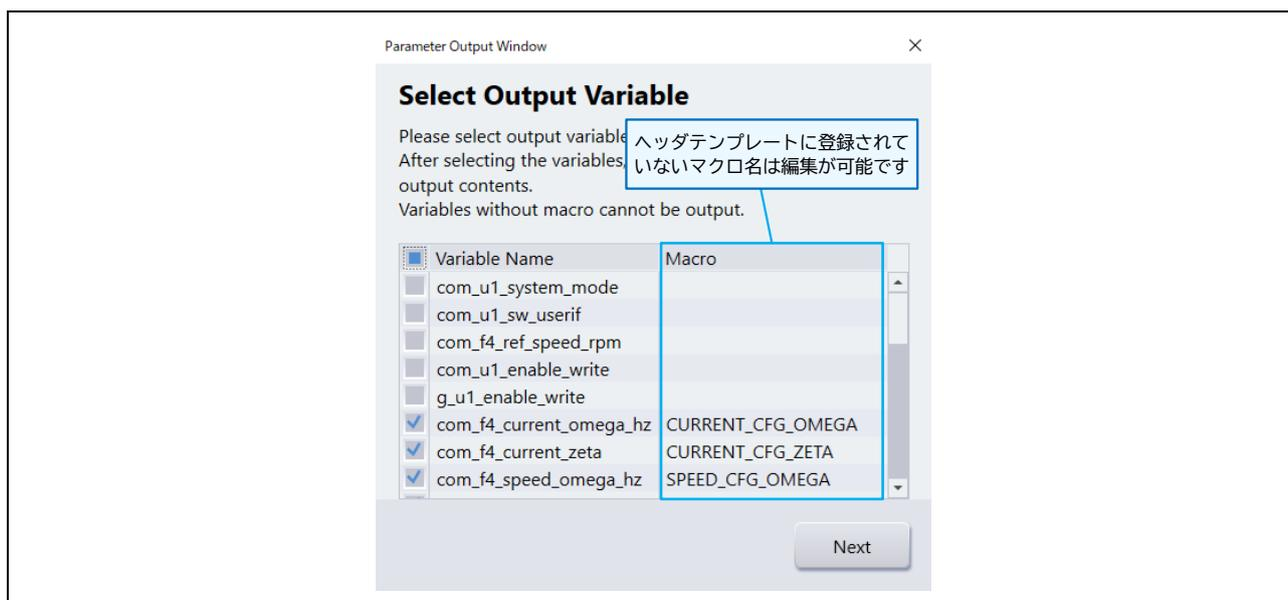 Parameter Output Window
Select Output Variable
Please select output variable
ヘッダテンプレートに登録されて
いないマクロ名は編集が可能です
After selecting the variables,
output contents.
Variables without macro cannot be output.
Variable Name Macro
com_u1_system_mode
com_u1_sw_userif
com_f4_ref_speed_rpm
com_u1_enable_write
g_u1_enable_write
com_f4_current_omega_hz CURRENT_CFG_OMEGA
com_f4_current_zeta CURRENT_CFG_ZETA
com_f4_speed_omega_hz SPEED_CFG_OMEGA
Next